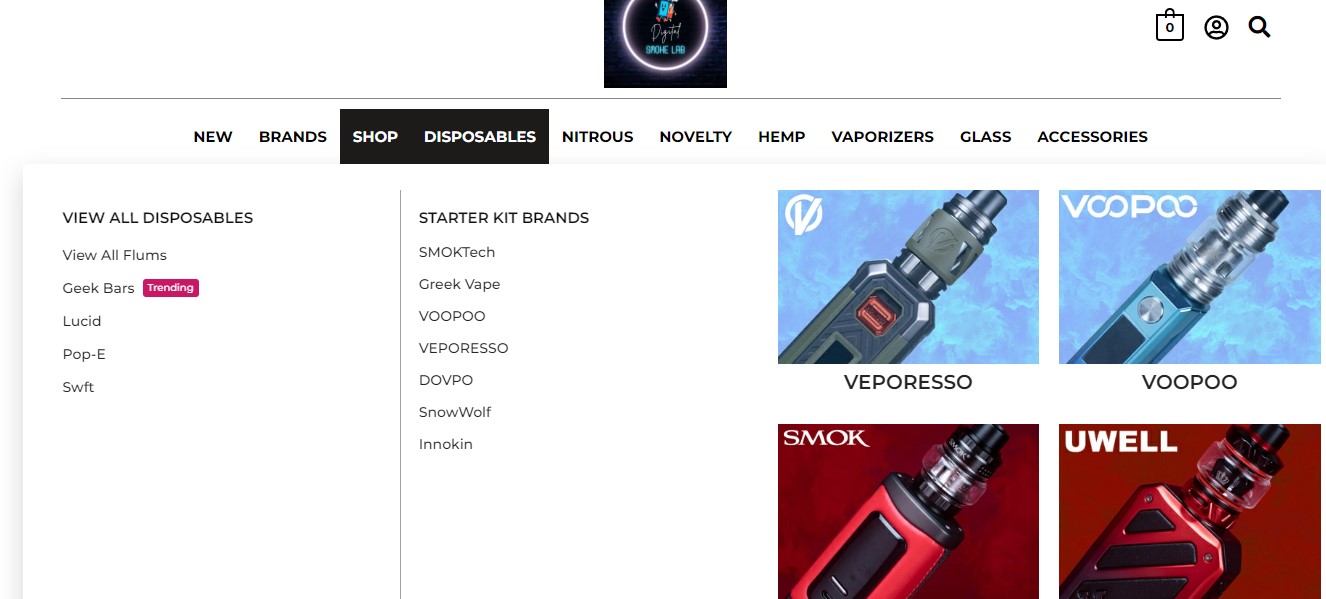 Digital
SMOKE LAB
0
NEW BRANDS SHOP DISPOSABLES NITROUS NOVELTY HEMP VAPORIZERS GLASS ACCESSORIES
VIEW ALL DISPOSABLES
View All Flums
Geek Bars Trending
Lucid
Pop-E
Swft
STARTER KIT BRANDS
SMOKTech
Greek Vape
VOOPOO
VEPORESSO
DOVPO
SnowWolf
Innokin
VEPORESSO
VOOPOO
VOOPOO
SMOK
UWELL